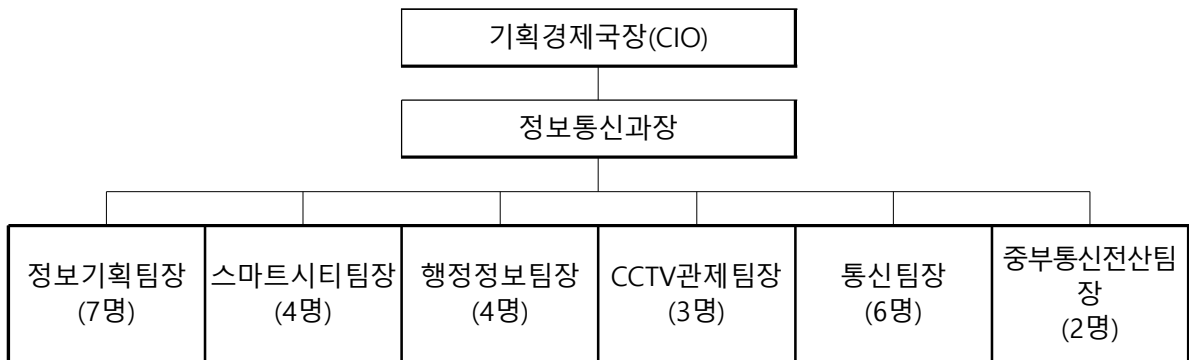 기획경제국장(CIO)
정보통신과장
정보기획팀장
(7명)
스마트시티팀장
(4명)
행정정보팀장
(4명)
CCTV관제팀장
(3명)
통신팀장
(6명)
중부통신전산팀
장
(2명)